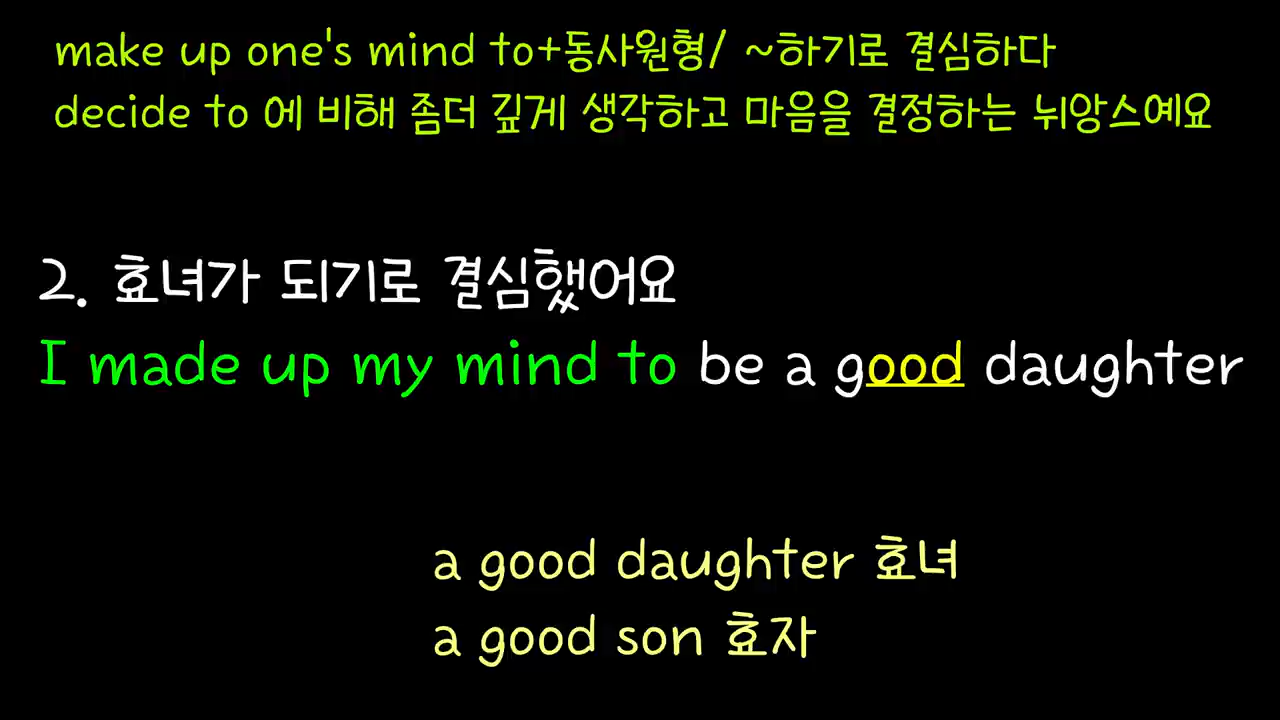 make up one's mind to+동사원형/ ~하기로 결심하다
decide to 에 비해 좀더 깊게 생각하고 마음을 결정하는 뉘앙스예요
2. 효녀가 되기로 결심했어요
I made up my mind to be a good daughter
a good daughter 효녀
a good son 효자